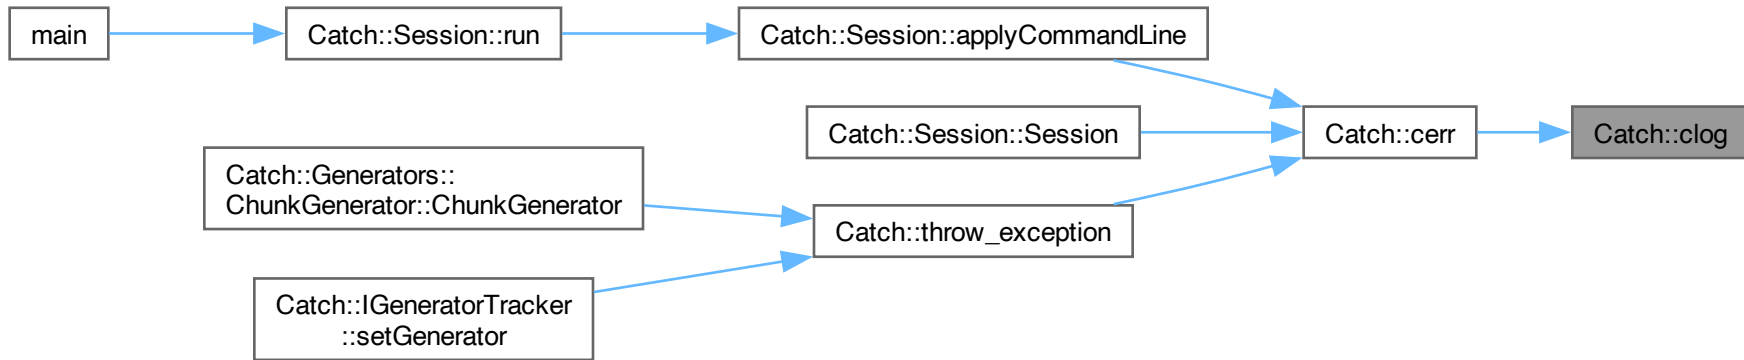 main
Catch::Session::run
Catch::Session::applyCommandLine
Catch::Session::Session
Catch::cerr
Catch::clog
Catch::Generators::
ChunkGenerator::ChunkGenerator
Catch::throw_exception
Catch::IGeneratorTracker
::setGenerator